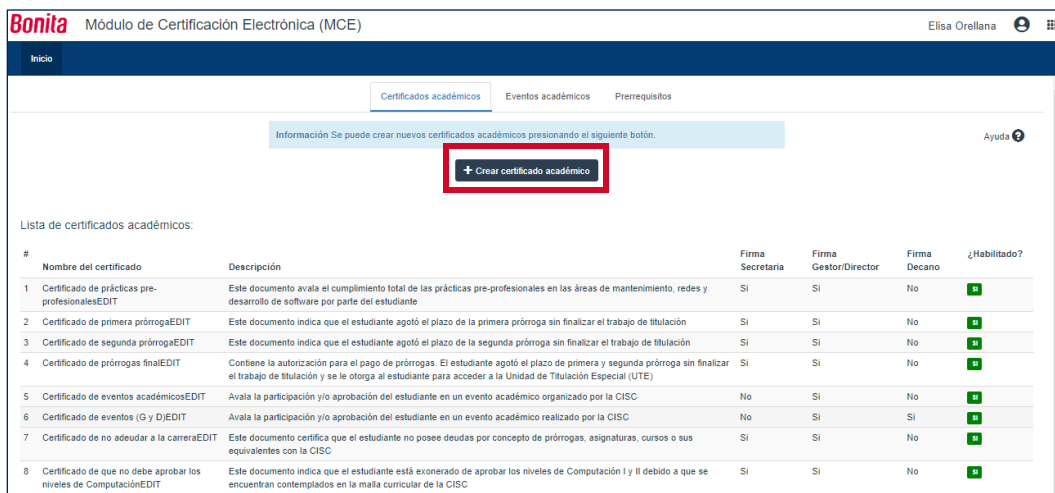 Bonita Módulo de Certificación Electrónica (MCE) Elisa Orellana
Inicio
Certificados académicos Eventos académicos Prerrequisitos
Información Se puede crear nuevos certificados académicos presionando el siguiente botón.
Ayuda
+ Crear certificado académico
Lista de certificados académicos:
# Nombre del certificado Descripción Firma Secretaria Firma Gestor/Director Firma Decano ¿Habilitado?
1 Certificado de prácticas pre-profesionalesEDIT Este documento avala el cumplimiento total de las prácticas pre-profesionales en las áreas de mantenimiento, redes y desarrollo de software por parte del estudiante Si Si No SI
2 Certificado de primera prórrogaEDIT Este documento indica que el estudiante agotó el plazo de la primera prórroga sin finalizar el trabajo de titulación Si Si No SI
3 Certificado de segunda prórrogaEDIT Este documento indica que el estudiante agotó el plazo de la segunda prórroga sin finalizar el trabajo de titulación Si Si No SI
4 Certificado de prórrogas finalEDIT Contiene la autorización para el pago de prórrogas. El estudiante agotó el plazo de primera y segunda prórroga sin finalizar el trabajo de titulación y se le otorga al estudiante para acceder a la Unidad de Titulación Especial (UTE) Si Si No SI
5 Certificado de eventos académicosEDIT Avala la participación y/o aprobación del estudiante en un evento académico organizado por la CISC No Si No SI
6 Certificado de eventos (G y D)EDIT Avala la participación y/o aprobación del estudiante en un evento académico realizado por la CISC No Si Si SI
7 Certificado de no adeudar a la carreraEDIT Este documento certifica que el estudiante no posee deudas por concepto de prórrogas, asignaturas, cursos o sus equivalentes con la CISC Si Si No SI
8 Certificado de que no debe aprobar los niveles de ComputaciónEDIT Este documento indica que el estudiante está exonerado de aprobar los niveles de Computación I y II debido a que se encuentran contemplados en la malla curricular de la CISC Si Si No SI